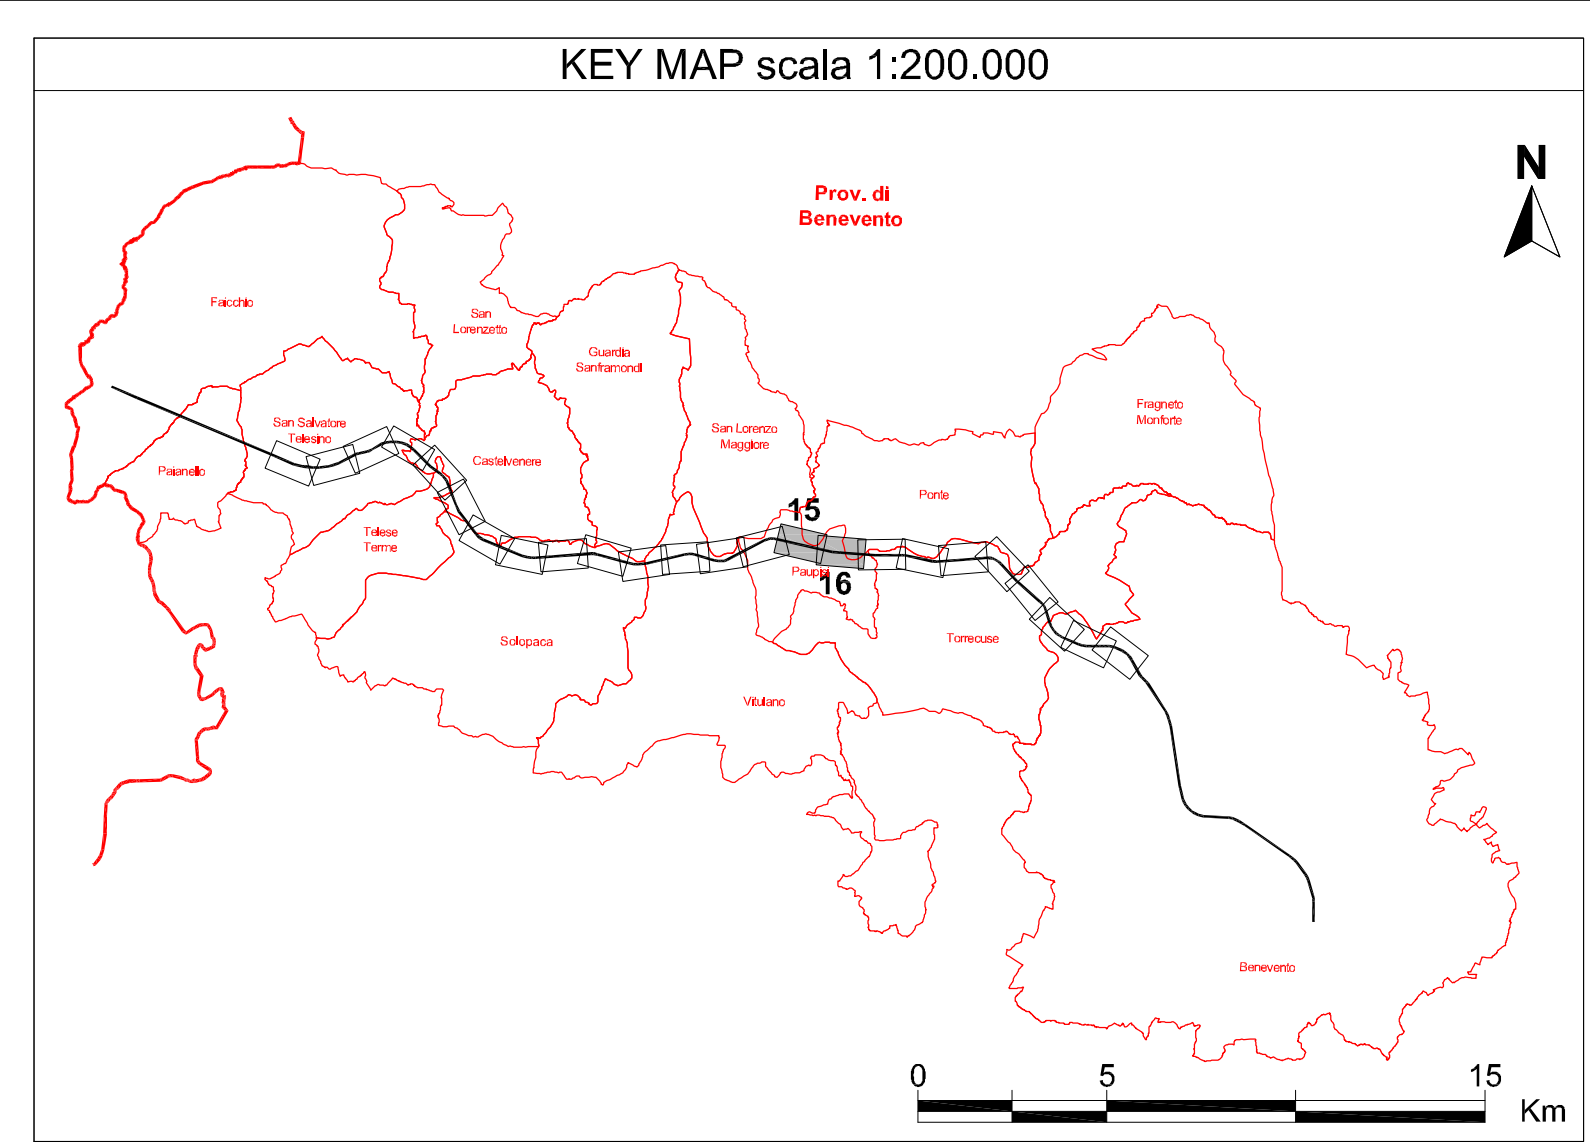 KEY MAP scala 1:200.000
N
Prov. di
Benevento
Faicchio
San
Lorenzetto
Guardia
Sanframondi
San Salvatore
Telesino
San Lorenzo
Maggiore
Fragneto
Monforte
Paianello
Castelvenere
Ponte
15
Telese
Terme
Paupisi
16
Solopaca
Torrecuse
Vitulano
Benevento
0 5 15
Km